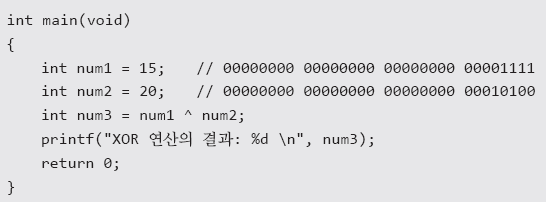 int main(void)
{
    int num1 = 15;   // 00000000 00000000 00000000 00001111
    int num2 = 20;   // 00000000 00000000 00000000 00010100
    int num3 = num1 ^ num2;
    printf("XOR 연산의 결과: %d \n", num3);
    return 0;
}